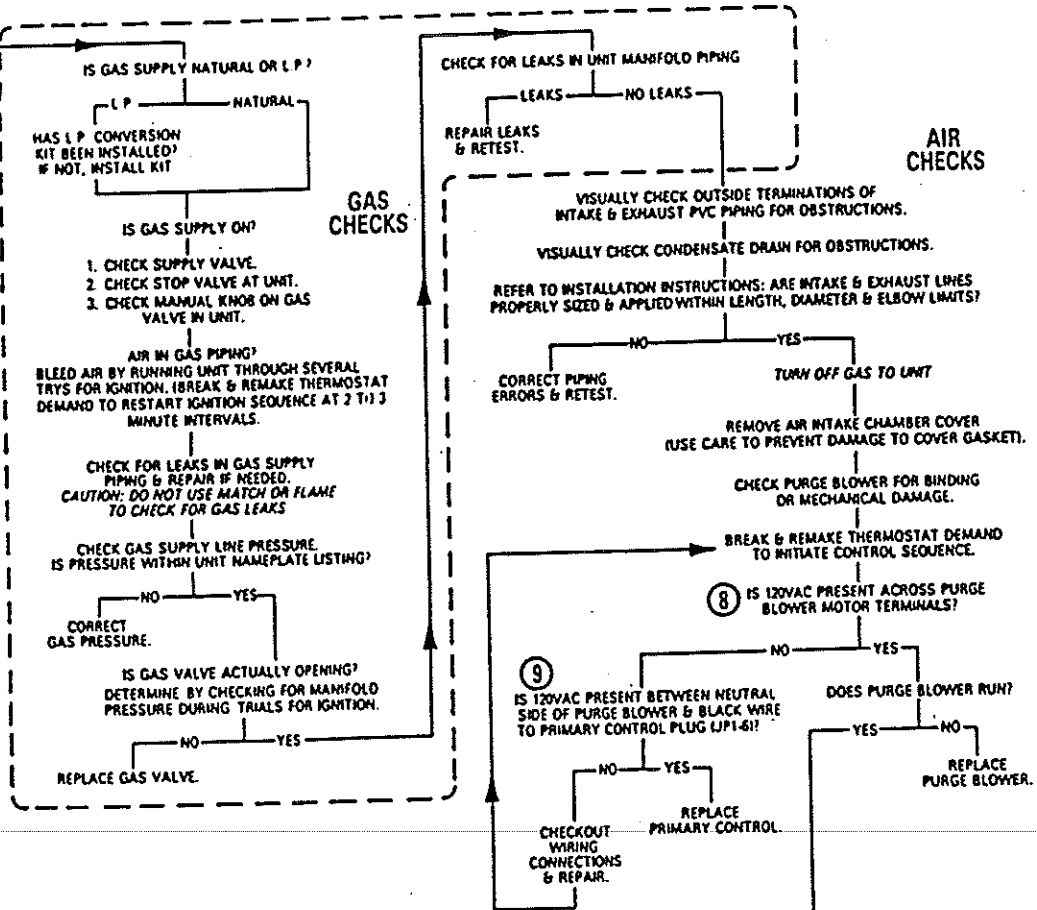 IS GAS SUPPLY NATURAL OR L.P?
L P
NATURAL
HAS L P CONVERSION
KIT BEEN INSTALLED?
IF NOT, INSTALL KIT
GAS
CHECKS
IS GAS SUPPLY ON?
1. CHECK SUPPLY VALVE.
2. CHECK STOP VALVE AT UNIT.
3. CHECK MANUAL KNOB ON GAS
VALVE IN UNIT.
AIR IN GAS PIPING?
BLEED AIR BY RUNNING UNIT THROUGH SEVERAL
TRYS FOR IGNITION. (BREAK & REMAKE THERMOSTAT
DEMAND TO RESTART IGNITION SEQUENCE AT 2 TO 3
MINUTE INTERVALS.
CHECK FOR LEAKS IN GAS SUPPLY
PIPING & REPAIR IF NEEDED.
CAUTION: DO NOT USE MATCH OR FLAME
TO CHECK FOR GAS LEAKS
CHECK GAS SUPPLY LINE PRESSURE.
IS PRESSURE WITHIN UNIT NAMEPLATE LISTING?
NO
YES
CORRECT
GAS PRESSURE.
IS GAS VALVE ACTUALLY OPENING?
DETERMINE BY CHECKING FOR MANIFOLD
PRESSURE DURING TRIALS FOR IGNITION.
NO
YES
REPLACE GAS VALVE.
CHECK FOR LEAKS IN UNIT MANIFOLD PIPING
LEAKS
NO LEAKS
REPAIR LEAKS
& RETEST.
AIR
CHECKS
VISUALLY CHECK OUTSIDE TERMINATIONS OF
INTAKE & EXHAUST PVC PIPING FOR OBSTRUCTIONS.
VISUALLY CHECK CONDENSATE DRAIN FOR OBSTRUCTIONS.
REFER TO INSTALLATION INSTRUCTIONS: ARE INTAKE & EXHAUST LINES
PROPERLY SIZED & APPLIED WITHIN LENGTH, DIAMETER & ELBOW LIMITS?
NO
YES
CORRECT PIPING
ERRORS & RETEST.
TURN OFF GAS TO UNIT
REMOVE AIR INTAKE CHAMBER COVER
(USE CARE TO PREVENT DAMAGE TO COVER GASKET).
CHECK PURGE BLOWER FOR BINDING
OR MECHANICAL DAMAGE.
BREAK & REMAKE THERMOSTAT DEMAND
TO INITIATE CONTROL SEQUENCE.
8 IS 120VAC PRESENT ACROSS PURGE
BLOWER MOTOR TERMINALS?
NO
YES
9
IS 120VAC PRESENT BETWEEN NEUTRAL
SIDE OF PURGE BLOWER & BLACK WIRE
TO PRIMARY CONTROL PLUG (JP1-6)?
NO
YES
CHECKOUT
WIRING
CONNECTIONS
& REPAIR.
REPLACE
PRIMARY CONTROL.
DOES PURGE BLOWER RUN?
YES
NO
REPLACE
PURGE BLOWER.